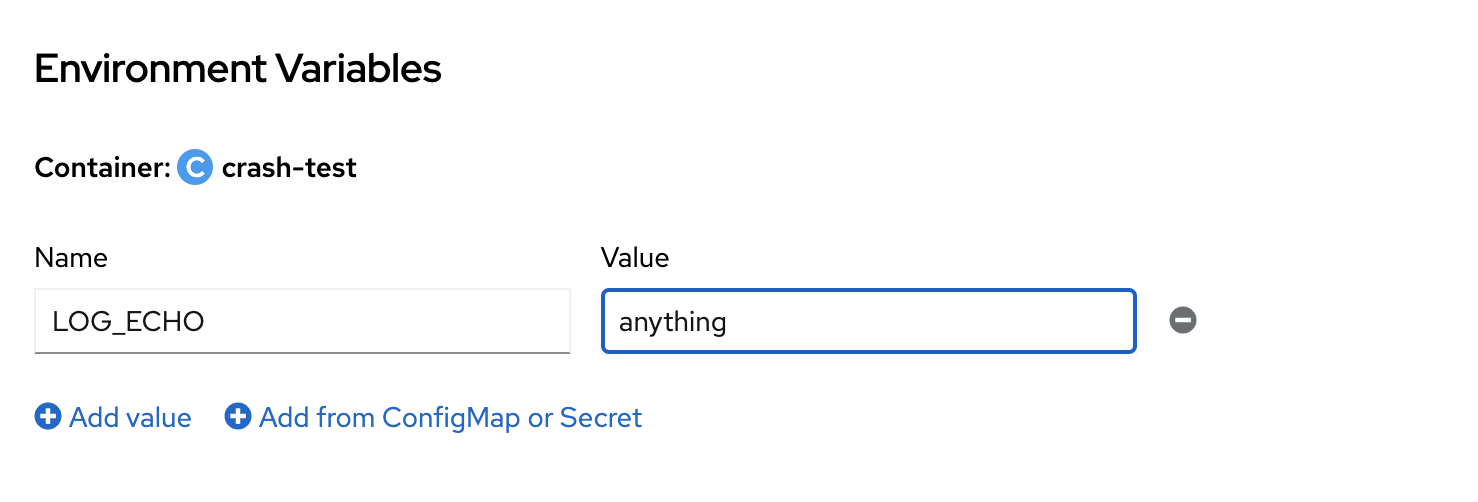 Environment Variables
Container: C crash-test
Name Value
LOG_ECHO anything
Add value Add from ConfigMap or Secret